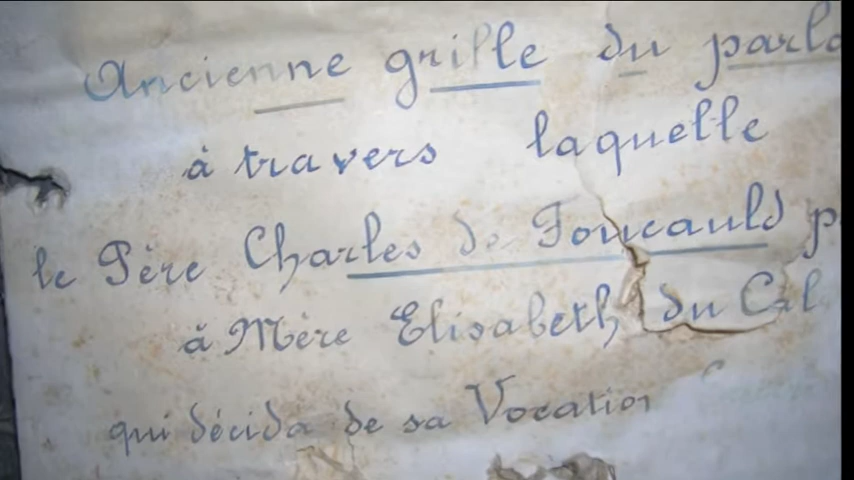 Ancienne grille du parlo
à travers laquelle
le Père Charles de Foucauld p
à Mère Elisabeth du Cal
qui décida de sa Vocation